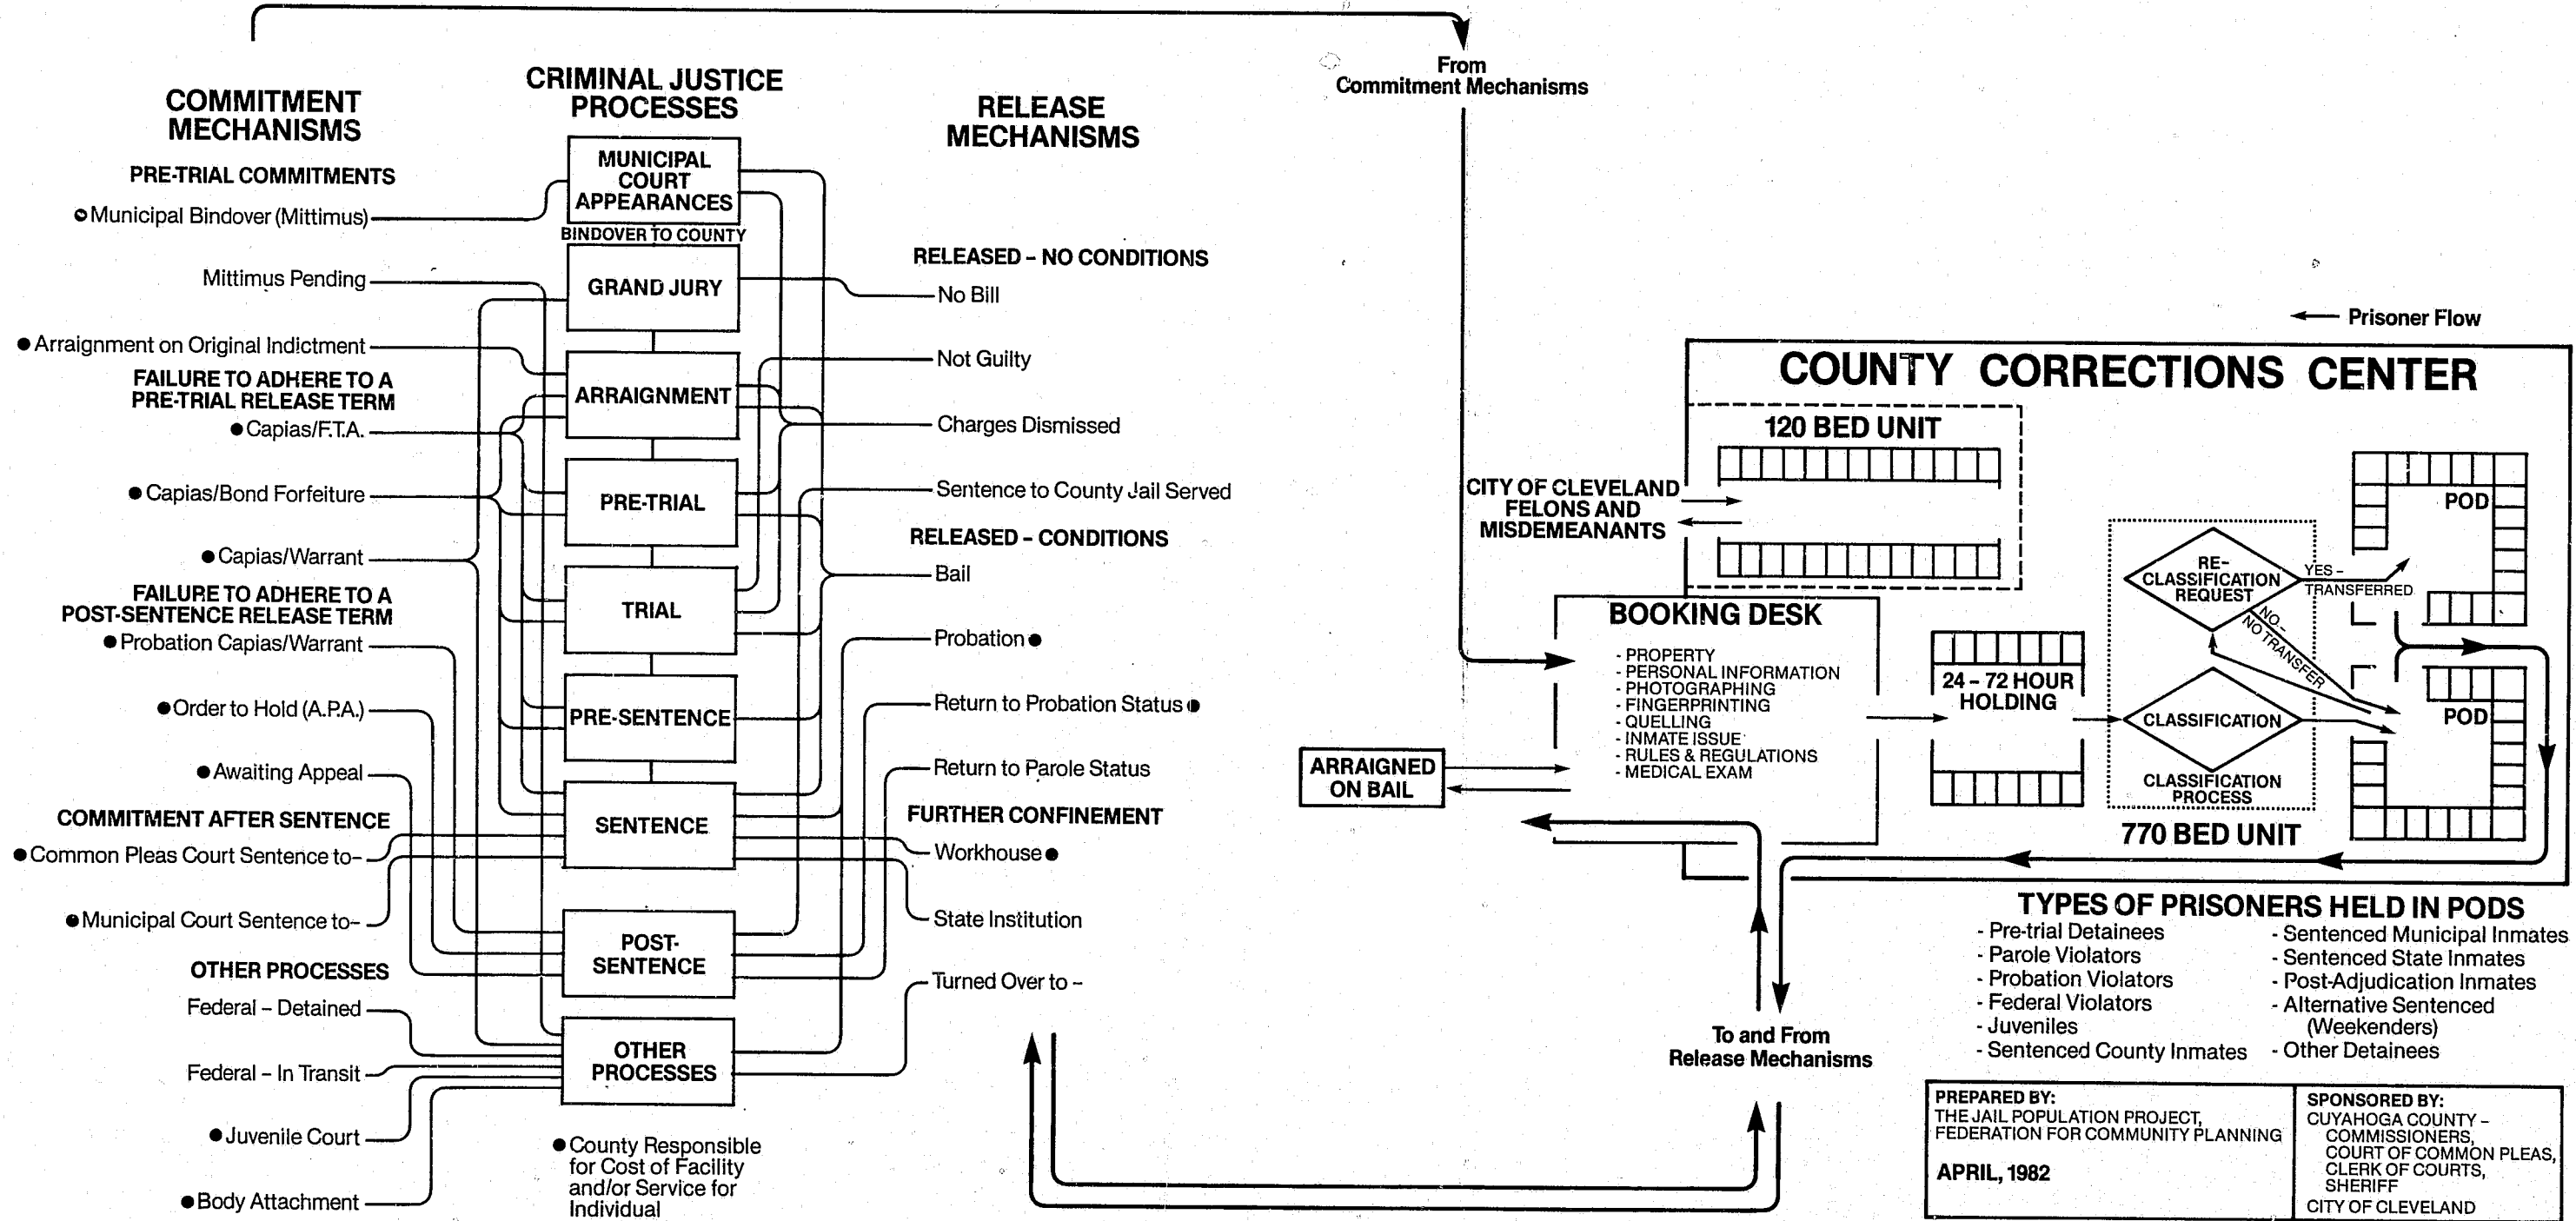 From
Commitment Mechanisms
COMMITMENT
MECHANISMS
PRE-TRIAL COMMITMENTS
● Municipal Bindover (Mittimus)
Mittimus Pending
● Arraignment on Original Indictment
FAILURE TO ADHERE TO A
PRE-TRIAL RELEASE TERM
● Capias/F.T.A.
● Capias/Bond Forfeiture
● Capias/Warrant
FAILURE TO ADHERE TO A
POST-SENTENCE RELEASE TERM
● Probation Capias/Warrant
● Order to Hold (A.P.A.)
● Awaiting Appeal
COMMITMENT AFTER SENTENCE
● Common Pleas Court Sentence to–
● Municipal Court Sentence to–
OTHER PROCESSES
Federal – Detained
Federal – In Transit
● Juvenile Court
● Body Attachment
CRIMINAL JUSTICE
PROCESSES
MUNICIPAL
COURT
APPEARANCES
BINDOVER TO COUNTY
GRAND JURY
ARRAIGNMENT
PRE-TRIAL
TRIAL
PRE-SENTENCE
SENTENCE
POST-
SENTENCE
OTHER
PROCESSES
● County Responsible
for Cost of Facility
and/or Service for
Individual
RELEASE
MECHANISMS
RELEASED – NO CONDITIONS
No Bill
Not Guilty
Charges Dismissed
Sentence to County Jail Served
RELEASED – CONDITIONS
Bail
Probation ●
Return to Probation Status ●
Return to Parole Status
FURTHER CONFINEMENT
Workhouse ●
State Institution
Turned Over to –
Prisoner Flow
COUNTY CORRECTIONS CENTER
120 BED UNIT
CITY OF CLEVELAND
FELONS AND
MISDEMEANANTS
BOOKING DESK
- PROPERTY
- PERSONAL INFORMATION
- PHOTOGRAPHING
- FINGERPRINTING
- QUELLING
- INMATE ISSUE
- RULES & REGULATIONS
- MEDICAL EXAM
ARRAIGNED
ON BAIL
24 – 72 HOUR
HOLDING
RE-
CLASSIFICATION
REQUEST
YES –
TRANSFERRED
NO –
NO TRANSFER
CLASSIFICATION
CLASSIFICATION
PROCESS
POD
POD
770 BED UNIT
To and From
Release Mechanisms
TYPES OF PRISONERS HELD IN PODS
- Pre-trial Detainees
- Parole Violators
- Probation Violators
- Federal Violators
- Juveniles
- Sentenced County Inmates
- Sentenced Municipal Inmates
- Sentenced State Inmates
- Post-Adjudication Inmates
- Alternative Sentenced
(Weekenders)
- Other Detainees
PREPARED BY:
THE JAIL POPULATION PROJECT,
FEDERATION FOR COMMUNITY PLANNING
APRIL, 1982
SPONSORED BY:
CUYAHOGA COUNTY –
COMMISSIONERS,
COURT OF COMMON PLEAS,
CLERK OF COURTS,
SHERIFF
CITY OF CLEVELAND